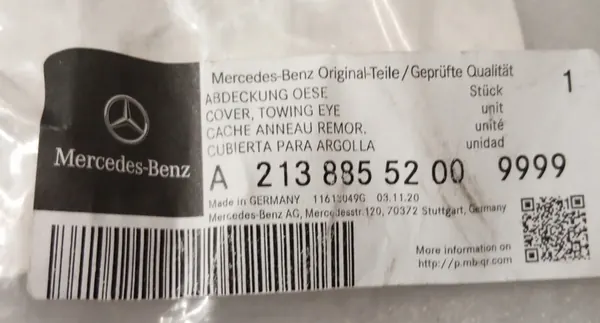 Mercedes-Benz Original-Teile/Geprüfte Qualität
ABDECKUNG OESE Stück 1
COVER, TOWING EYE unit
CACHE ANNEAU REMOR. unité
CUBIERTA PARA ARGOLLA unidad
Mercedes-Benz
A 213 885 52 00 9999
Made in GERMANY 11613049G 03.11.20
Mercedes-Benz AG, Mercedesstr.120, 70372 Stuttgart, Germany
More information on
http://p.mb-qr.com